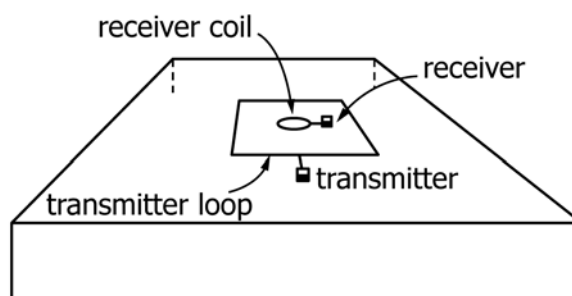 receiver coil
receiver
transmitter
transmitter loop